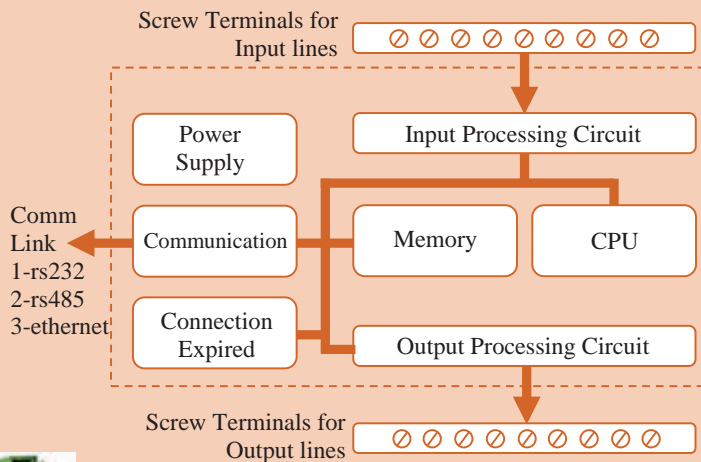 Screw Terminals for
Input lines
Power
Supply
Input Processing Circuit
Comm
Link
1-rs232
2-rs485
3-ethernet
Communication
Memory
CPU
Connection
Expired
Output Processing Circuit
Screw Terminals for
Output lines